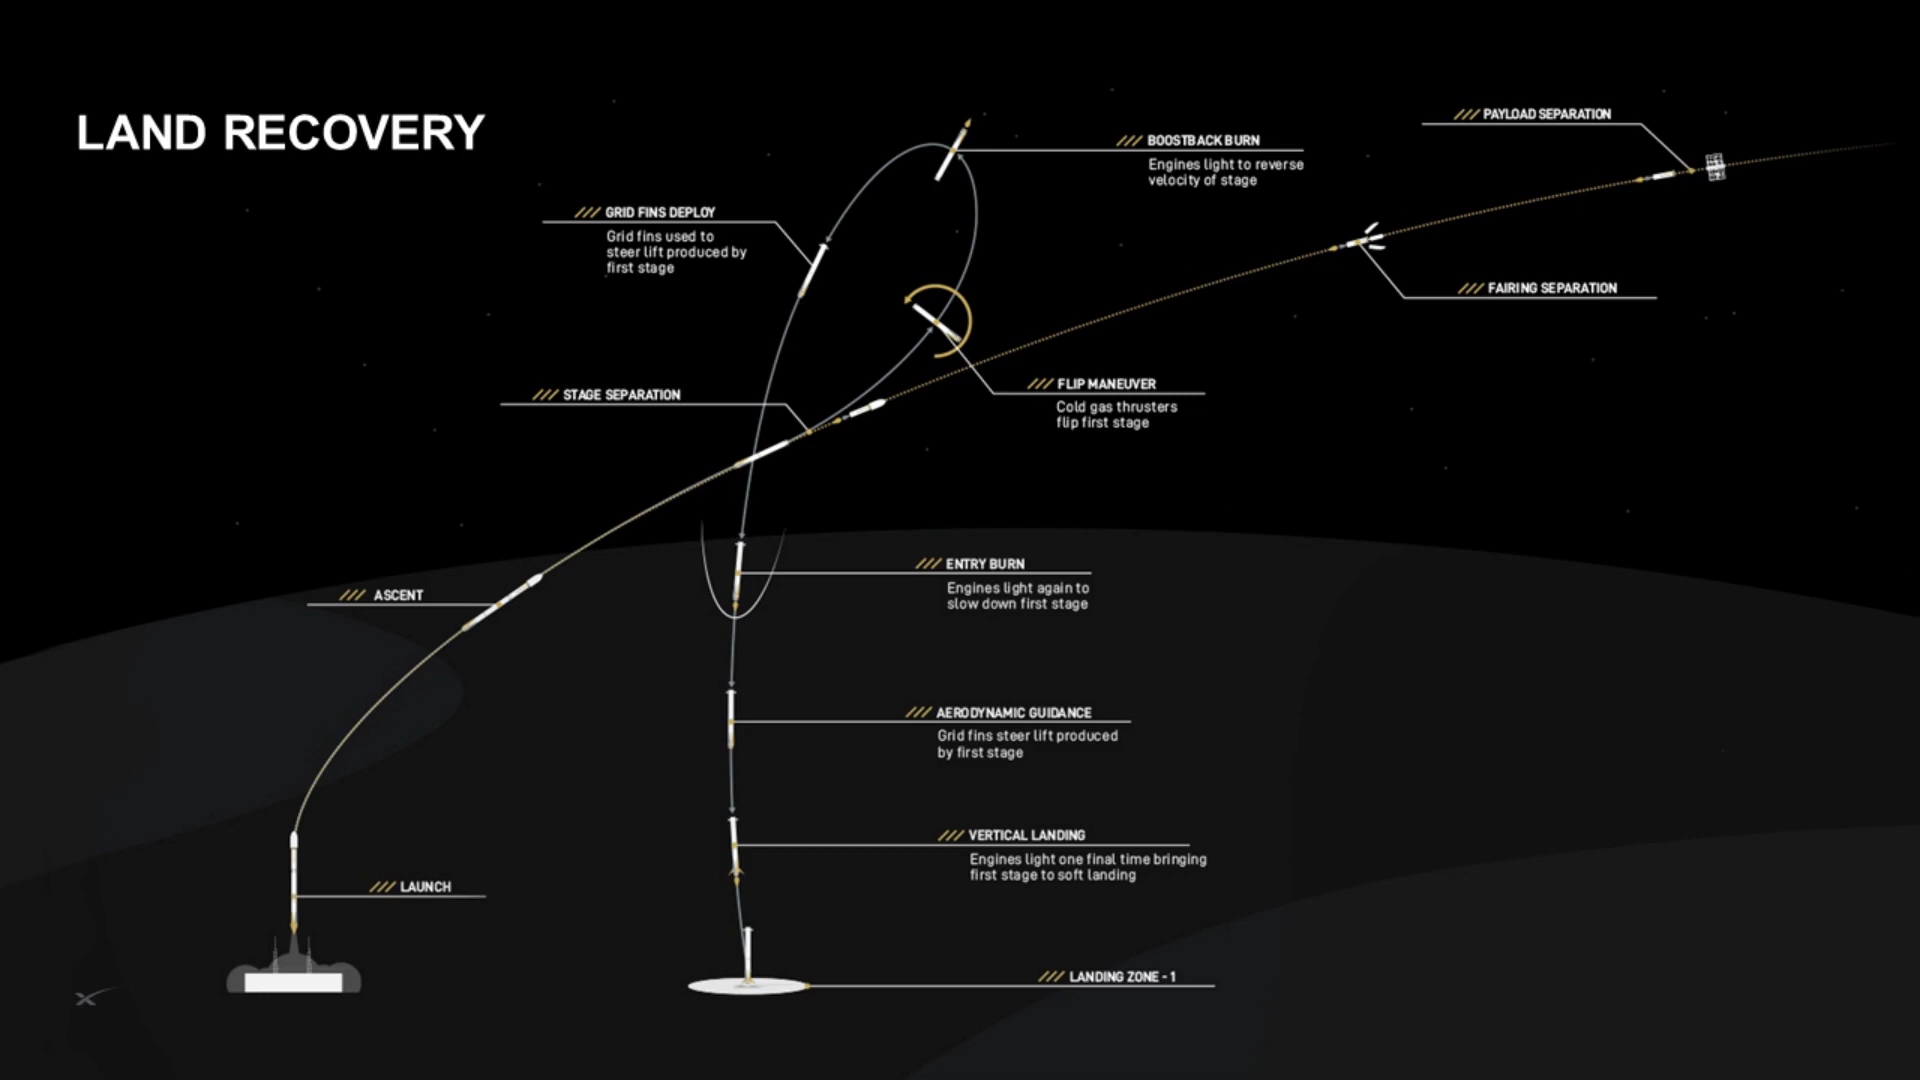 LAND RECOVERY
/// PAYLOAD SEPARATION
/// BOOSTBACK BURN
Engines light to reverse
velocity of stage
/// GRID FINS DEPLOY
Grid fins used to
steer lift produced by
first stage
/// FAIRING SEPARATION
/// STAGE SEPARATION
/// FLIP MANEUVER
Cold gas thrusters
flip first stage
/// ENTRY BURN
Engines light again to
slow down first stage
/// ASCENT
/// AERODYNAMIC GUIDANCE
Grid fins steer lift produced
by first stage
/// VERTICAL LANDING
Engines light one final time bringing
first stage to soft landing
/// LAUNCH
/// LANDING ZONE - 1